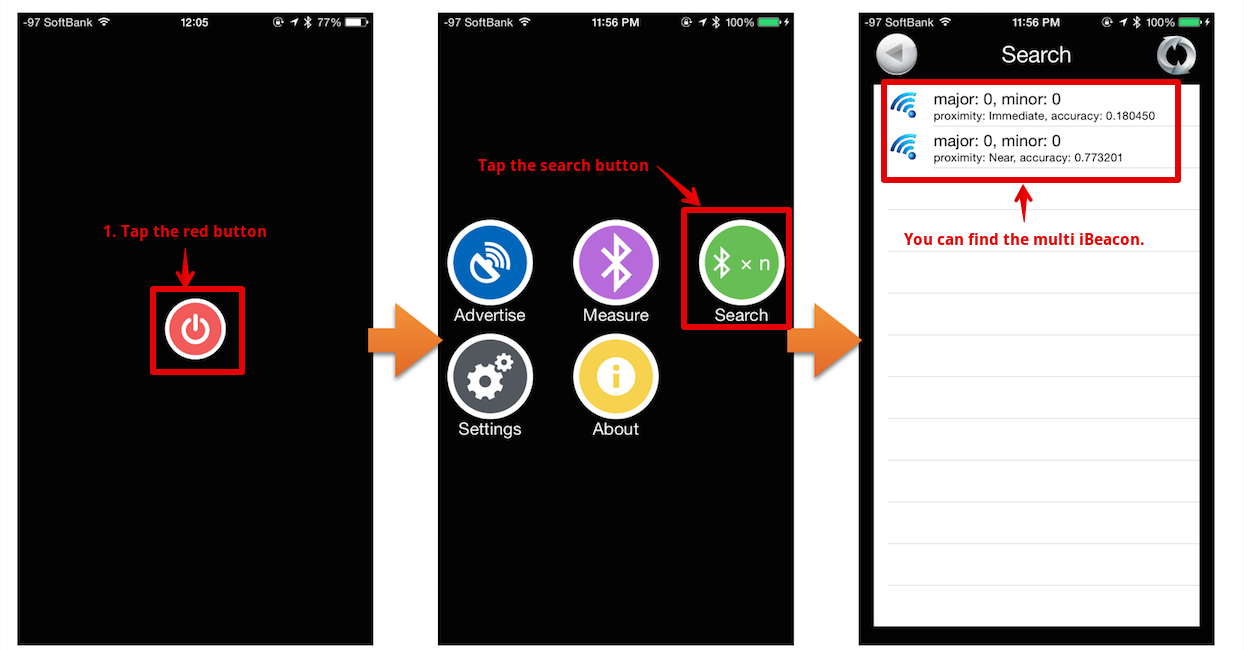 -97 SoftBank 12:05 77%
1. Tap the red button
-97 SoftBank 11:56 PM 100%
Tap the search button
× n
Advertise Measure Search
Settings About
-97 SoftBank 11:56 PM 100%
Search
major: 0, minor: 0
proximity: Immediate, accuracy: 0.180450
major: 0, minor: 0
proximity: Near, accuracy: 0.773201
You can find the multi iBeacon.